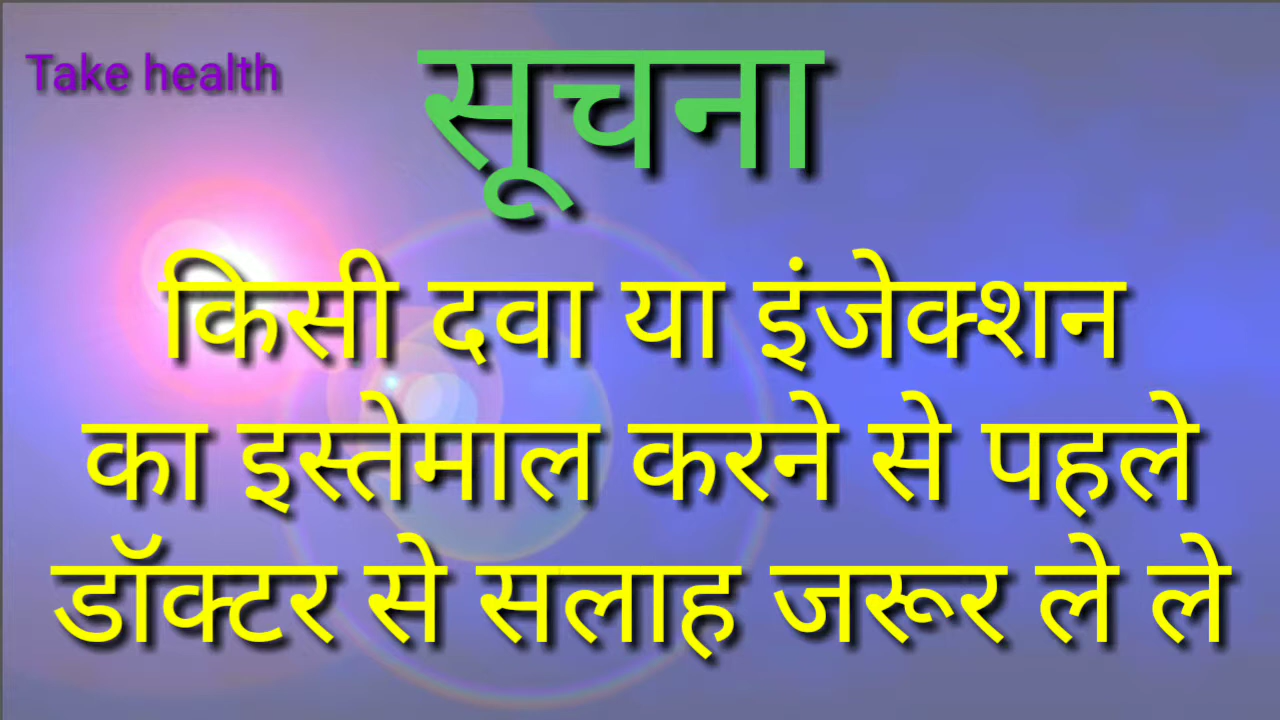 Take health
सूचना
किसी दवा या इंजेक्शन
का इस्तेमाल करने से पहले
डॉक्टर से सलाह जरूर ले ले